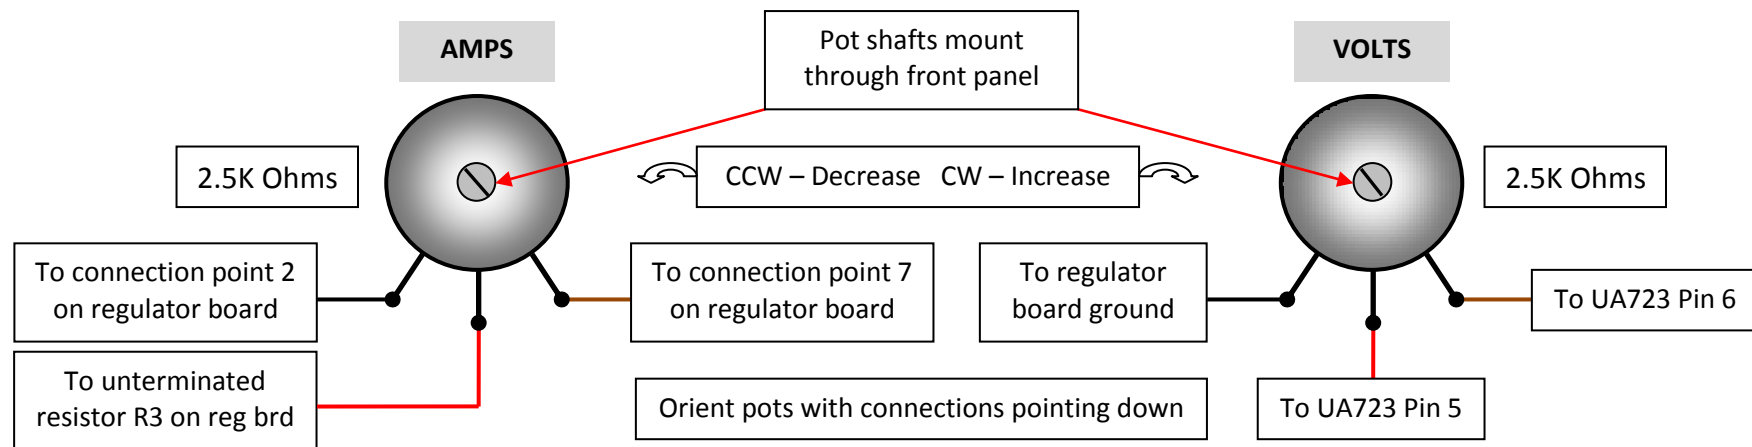 AMPS
Pot shafts mount
through front panel
VOLTS
2.5K Ohms
CCW – Decrease CW – Increase
2.5K Ohms
To connection point 2
on regulator board
To connection point 7
on regulator board
To regulator
board ground
To UA723 Pin 6
To unterminated
resistor R3 on reg brd
Orient pots with connections pointing down
To UA723 Pin 5